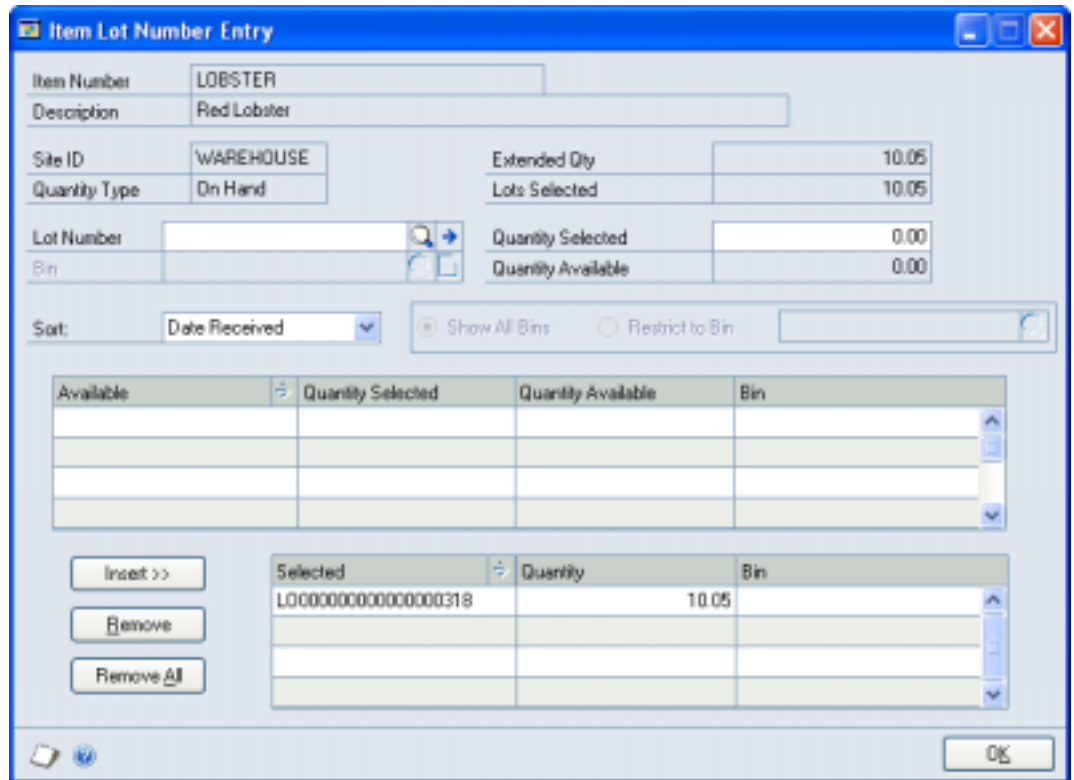 Item Lot Number Entry
Item Number LOBSTER
Description Red Lobster
Site ID WAREHOUSE Extended Qty 10.05
Quantity Type On Hand Lots Selected 10.05
Lot Number Quantity Selected 0.00
Bin Quantity Available 0.00
Sort: Date Received Show All Bins Restrict to Bin
Available Quantity Selected Quantity Available Bin
Insert >> Selected Quantity Bin
LO0000000000000000318 10.05
Remove
Remove All
OK